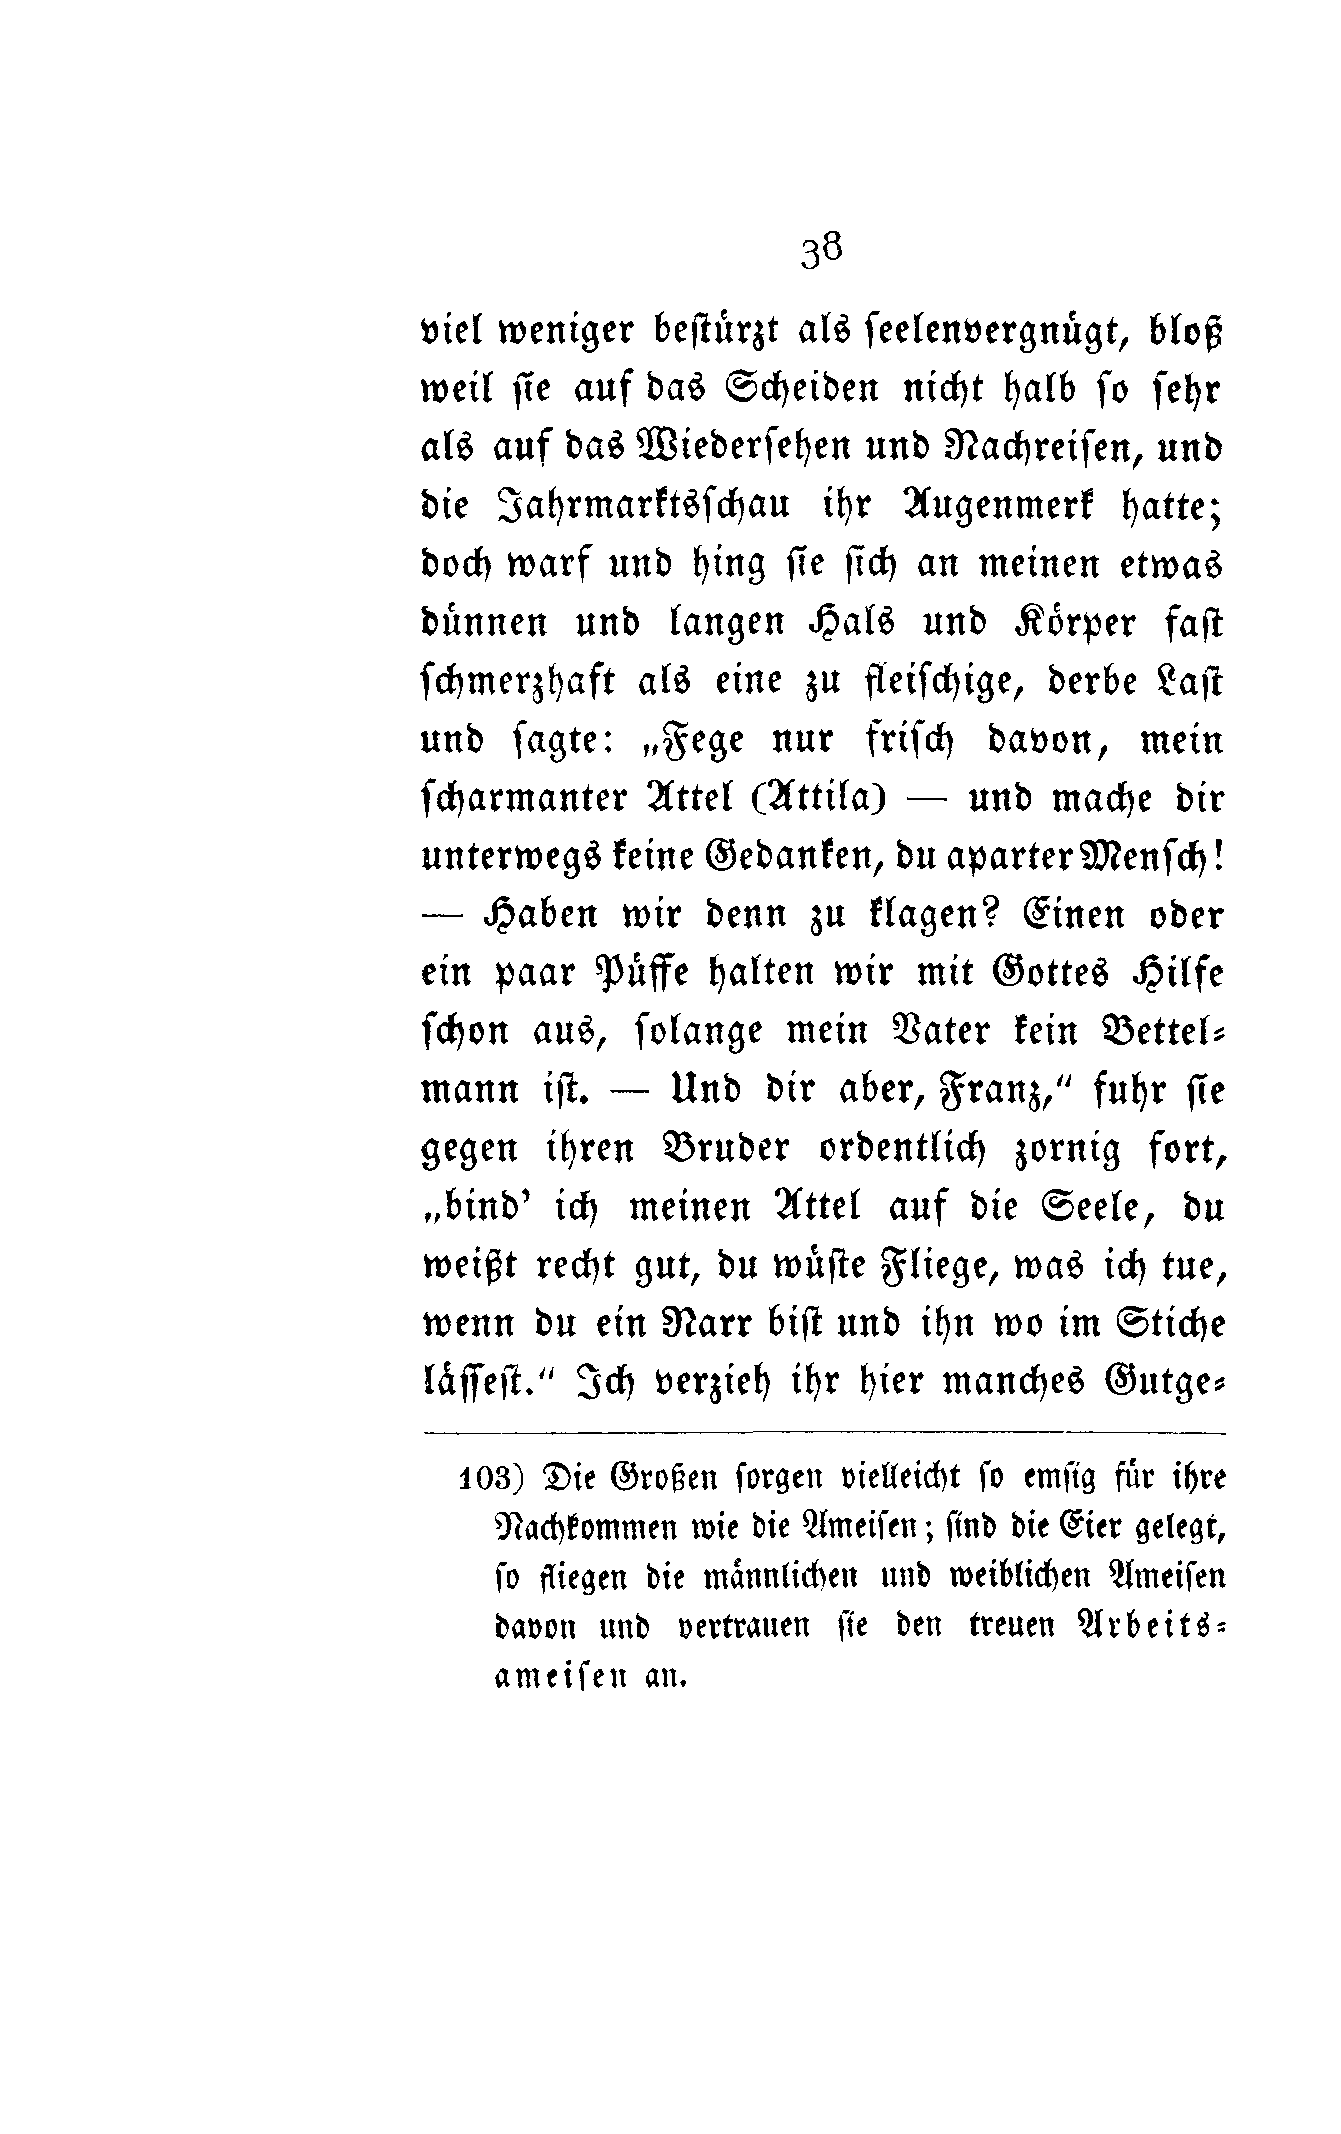 38
viel weniger bestürzt als seelenvergnügt, bloß
weil sie auf das Scheiden nicht halb so sehr
als auf das Wiedersehen und Nachreisen, und
die Jahrmarktsschau ihr Augenmerk hatte;
doch warf und hing sie sich an meinen etwas
dünnen und langen Hals und Körper fast
schmerzhaft als eine zu fleischige, derbe Last
und sagte: „Fege nur frisch davon, mein
scharmanter Attel (Attila) — und mache dir
unterwegs keine Gedanken, du aparter Mensch!
— Haben wir denn zu klagen? Einen oder
ein paar Püffe halten wir mit Gottes Hilfe
schon aus, solange mein Vater kein Bettel-
mann ist. — Und dir aber, Franz,“ fuhr sie
gegen ihren Bruder ordentlich zornig fort,
„bind’ ich meinen Attel auf die Seele, du
weißt recht gut, du wüste Fliege, was ich tue,
wenn du ein Narr bist und ihn wo im Stiche
lässest.“ Ich verzieh ihr hier manches Gutge-
103) Die Großen sorgen vielleicht so emsig für ihre
Nachkommen wie die Ameisen; sind die Eier gelegt,
so fliegen die männlichen und weiblichen Ameisen
davon und vertrauen sie den treuen Arbeits-
ameisen an.